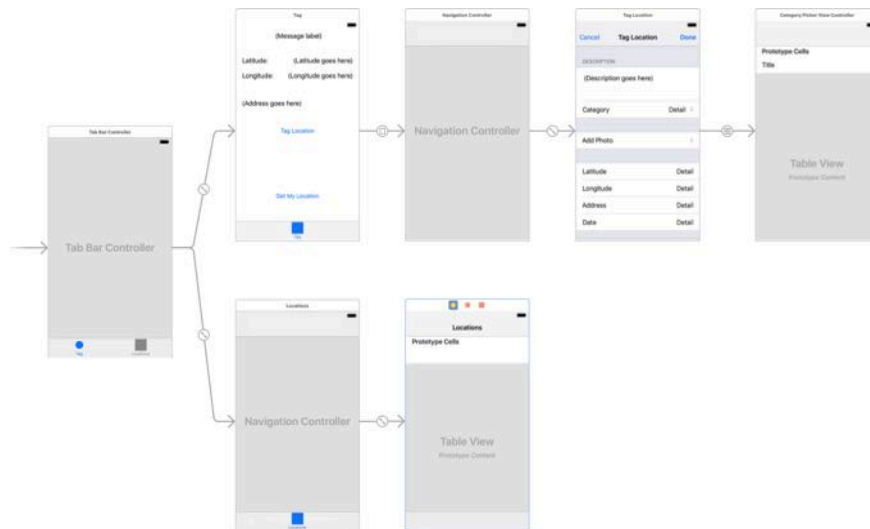 Tag
(Message label)
Latitude: (Latitude goes here)
Longitude: (Longitude goes here)
(Address goes here)
Tag Location
Get My Location
Tag
Navigation Controller
Navigation Controller
Tag Location
Cancel Tag Location Done
DESCRIPTION
(Description goes here)
Category Detail
Add Photo
Latitude Detail
Longitude Detail
Address Detail
Date Detail
Category Picker View Controller
Prototype Cells
Title
Table View
Prototype Content
Tab Bar Controller
Tab Bar Controller
Tag
Locations
Locations
Navigation Controller
Locations
Locations
Prototype Cells
Table View
Prototype Content